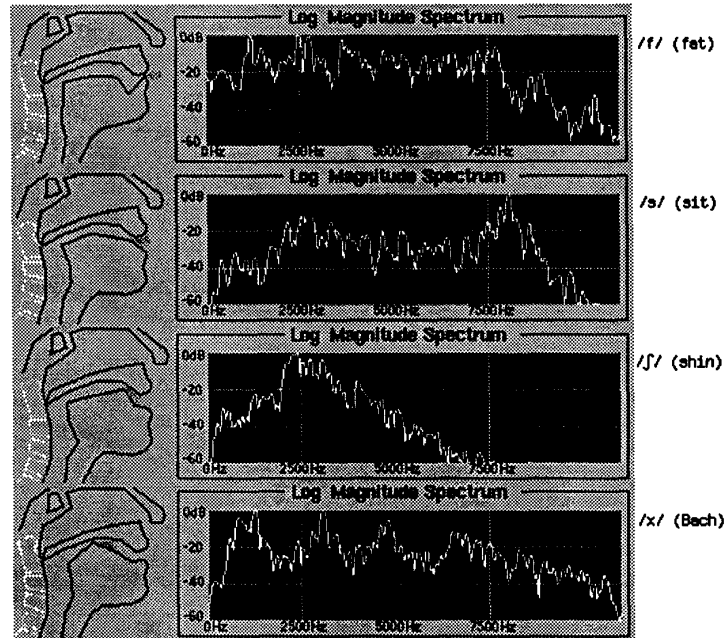 Log Magnitude Spectrum
/f/ (fat)
0dB
-20
-40
-60
0Hz 2500Hz 5000Hz 7500Hz
Log Magnitude Spectrum
/s/ (sit)
0dB
-20
-40
-60
0Hz 2500Hz 5000Hz 7500Hz
Log Magnitude Spectrum
/ʃ/ (shin)
0dB
-20
-40
-60
0Hz 2500Hz 5000Hz 7500Hz
Log Magnitude Spectrum
/x/ (Bach)
0dB
-20
-40
-60
0Hz 2500Hz 5000Hz 7500Hz